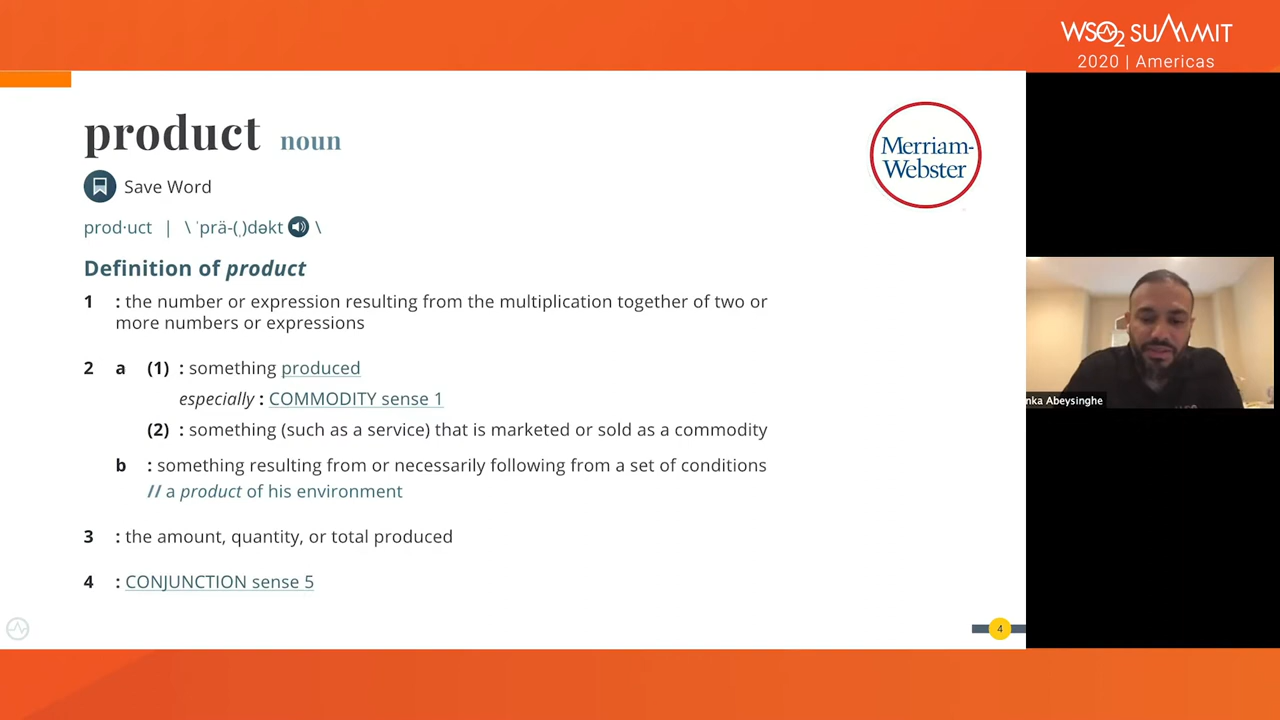 WSO2 SUMMIT
2020 | Americas
product noun
Merriam-
Webster
Save Word
prod·uct | \ ˈprä-(ˌ)dəkt \
Definition of product
1 : the number or expression resulting from the multiplication together of two or
more numbers or expressions
2 a (1) : something produced
especially : COMMODITY sense 1
(2) : something (such as a service) that is marketed or sold as a commodity
b : something resulting from or necessarily following from a set of conditions
// a product of his environment
3 : the amount, quantity, or total produced
4 : CONJUNCTION sense 5
nka Abeysinghe
4